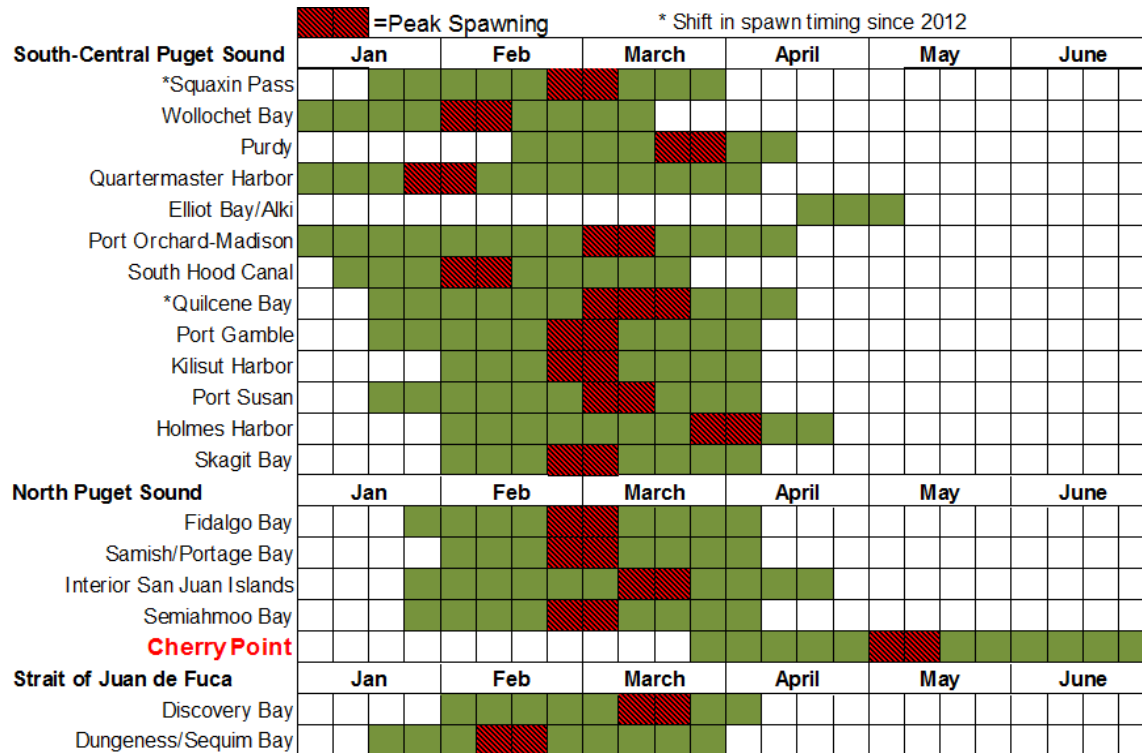 =Peak Spawning * Shift in spawn timing since 2012
South-Central Puget Sound Jan Feb March April May June
*Squaxin Pass
Wollochet Bay
Purdy
Quartermaster Harbor
Elliot Bay/Alki
Port Orchard-Madison
South Hood Canal
*Quilcene Bay
Port Gamble
Kilisut Harbor
Port Susan
Holmes Harbor
Skagit Bay
North Puget Sound Jan Feb March April May June
Fidalgo Bay
Samish/Portage Bay
Interior San Juan Islands
Semiahmoo Bay
Cherry Point
Strait of Juan de Fuca Jan Feb March April May June
Discovery Bay
Dungeness/Sequim Bay